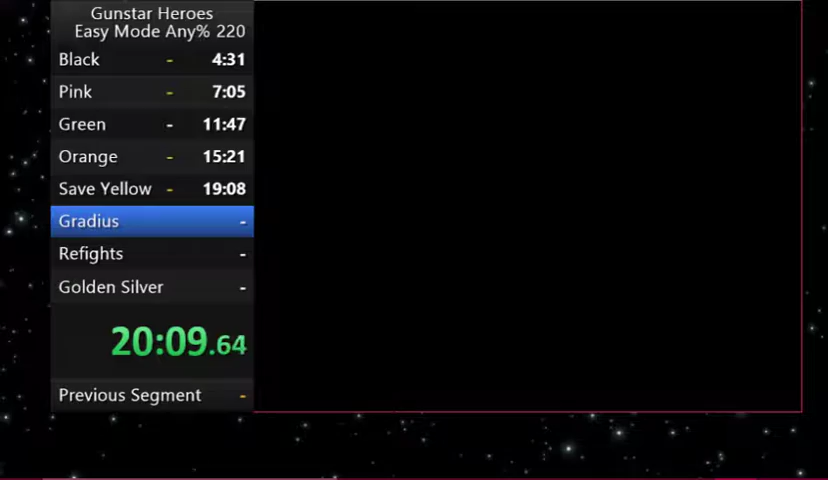 Gunstar Heroes
Easy Mode Any% 220
Black - 4:31
Pink - 7:05
Green - 11:47
Orange - 15:21
Save Yellow - 19:08
Gradius -
Refights -
Golden Silver -
20:09.64
Previous Segment -